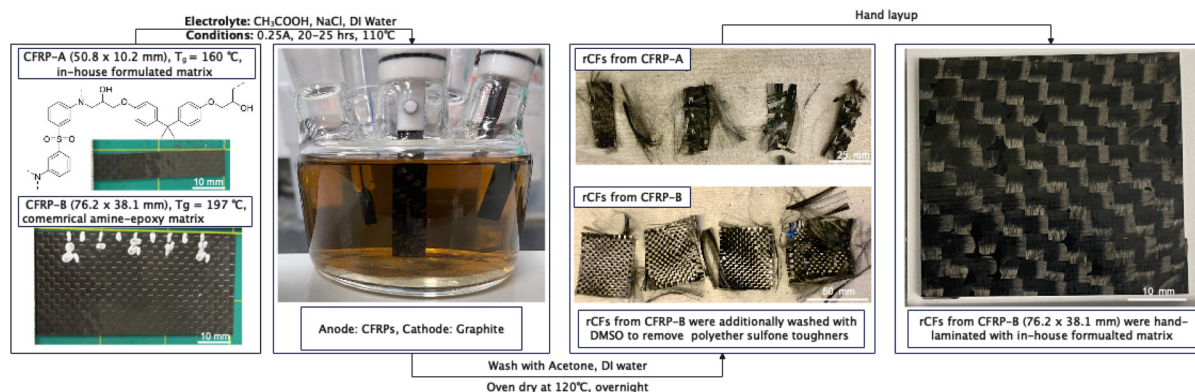 Electrolyte: CH₃COOH, NaCl, DI Water
Conditions: 0.25A, 20-25 hrs, 110℃
Hand layup
CFRP-A (50.8 x 10.2 mm), Tg = 160 ℃,
in-house formulated matrix
OH
N
O
O
OH
O
S
O
N
10 mm
CFRP-B (76.2 x 38.1 mm), Tg = 197 ℃,
comemrical amine-epoxy matrix
10 mm
Anode: CFRPs, Cathode: Graphite
rCFs from CFRP-A
25 mm
rCFs from CFRP-B
50 mm
rCFs from CFRP-B were additionally washed with
DMSO to remove polyether sulfone toughners
10 mm
rCFs from CFRP-B (76.2 x 38.1 mm) were hand-
laminated with in-house formualted matrix
Wash with Acetone, DI water
Oven dry at 120℃, overnight